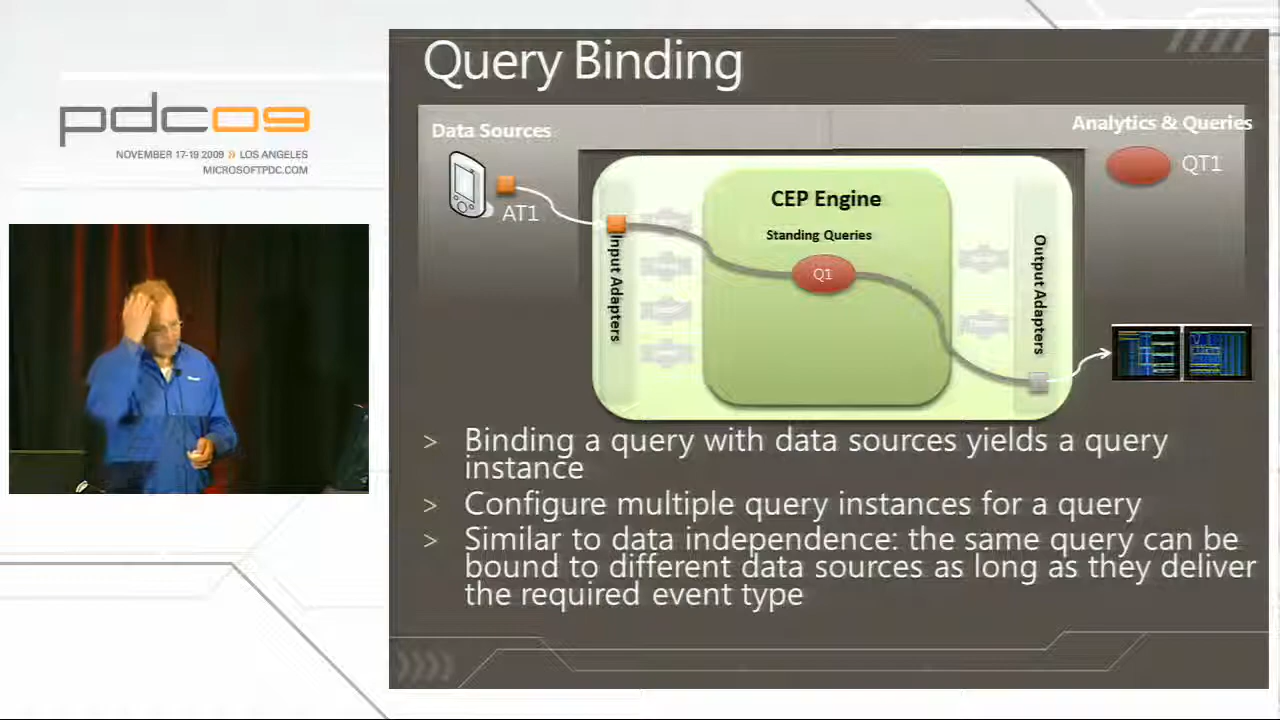 pdc09
NOVEMBER 17-19 2009 » LOS ANGELES
MICROSOFTPDC.COM
Query Binding
Data Sources
Analytics & Queries
AT1
QT1
CEP Engine
Standing Queries
Q1
Input Adapters
Output Adapters
> Binding a query with data sources yields a query
instance
> Configure multiple query instances for a query
> Similar to data independence: the same query can be
bound to different data sources as long as they deliver
the required event type